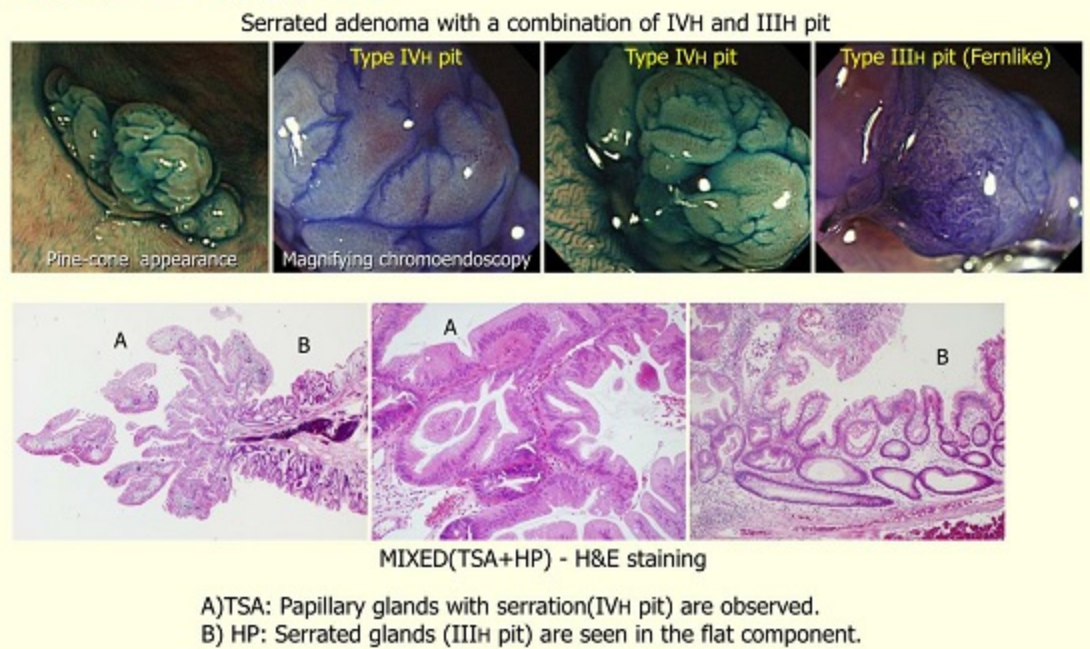 Serrated adenoma with a combination of IVH and IIIH pit
Type IVH pit
Type IVH pit
Type IIIH pit (Fernlike)
Pine-cone appearance
Magnifying chromoendoscopy
A
B
A
B
MIXED(TSA+HP) - H&E staining
A)TSA: Papillary glands with serration(IVH pit) are observed.
B) HP: Serrated glands (IIIH pit) are seen in the flat component.